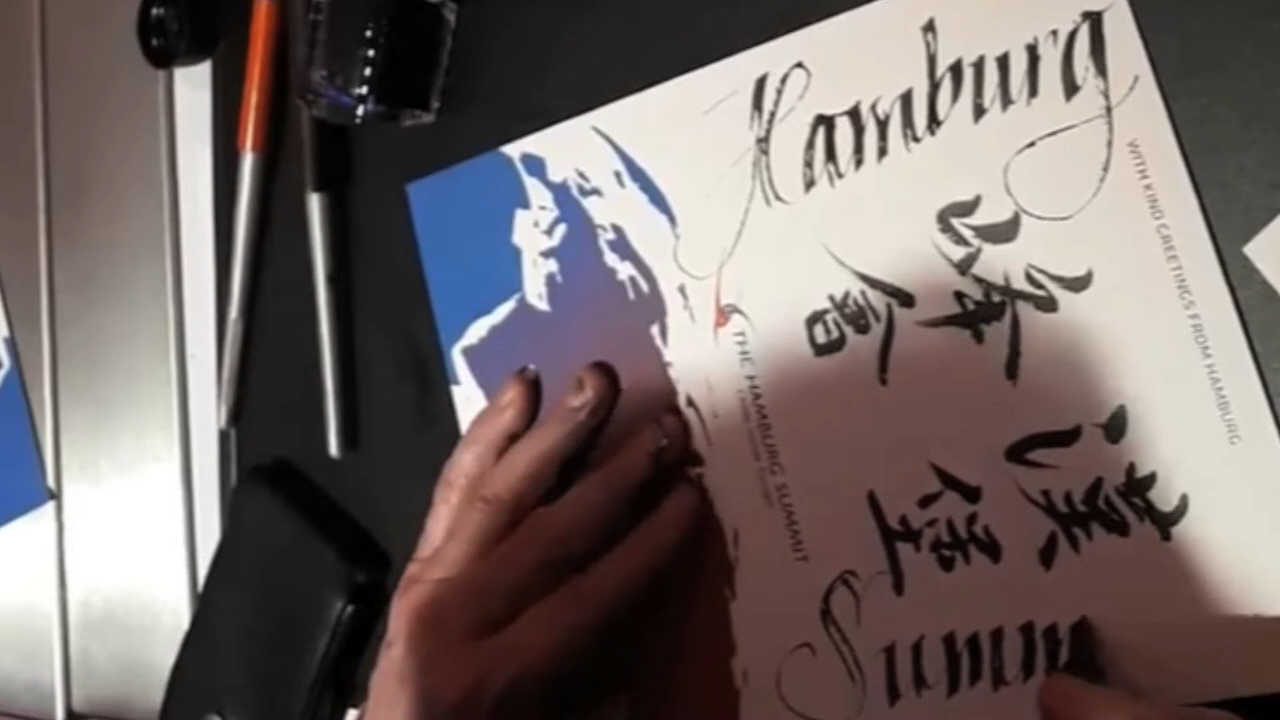 Hamburg
漢堡
峰會
Summ
THE HAMBURG SUMMIT
WITH KIND GREETINGS FROM HAMBURG